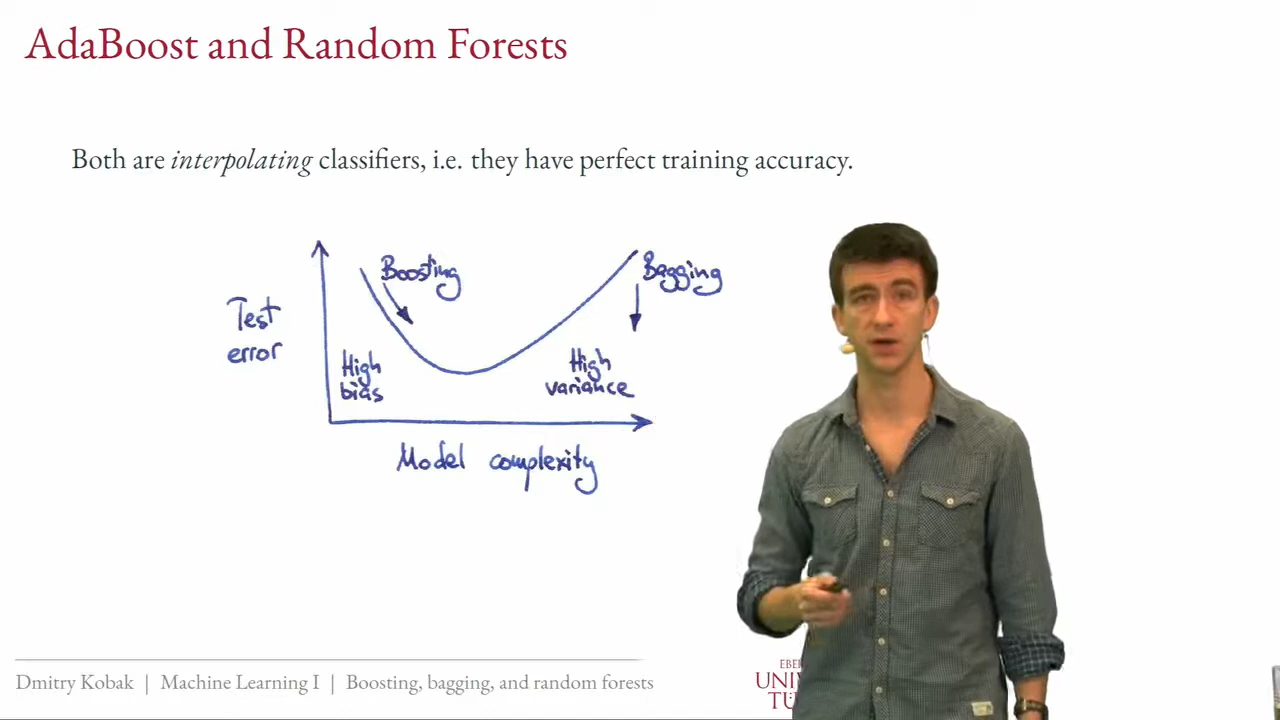 AdaBoost and Random Forests
Both are interpolating classifiers, i.e. they have perfect training accuracy.
Boosting
Bagging
Test
error
High
bias
High
variance
Model complexity
Dmitry Kobak | Machine Learning I | Boosting, bagging, and random forests